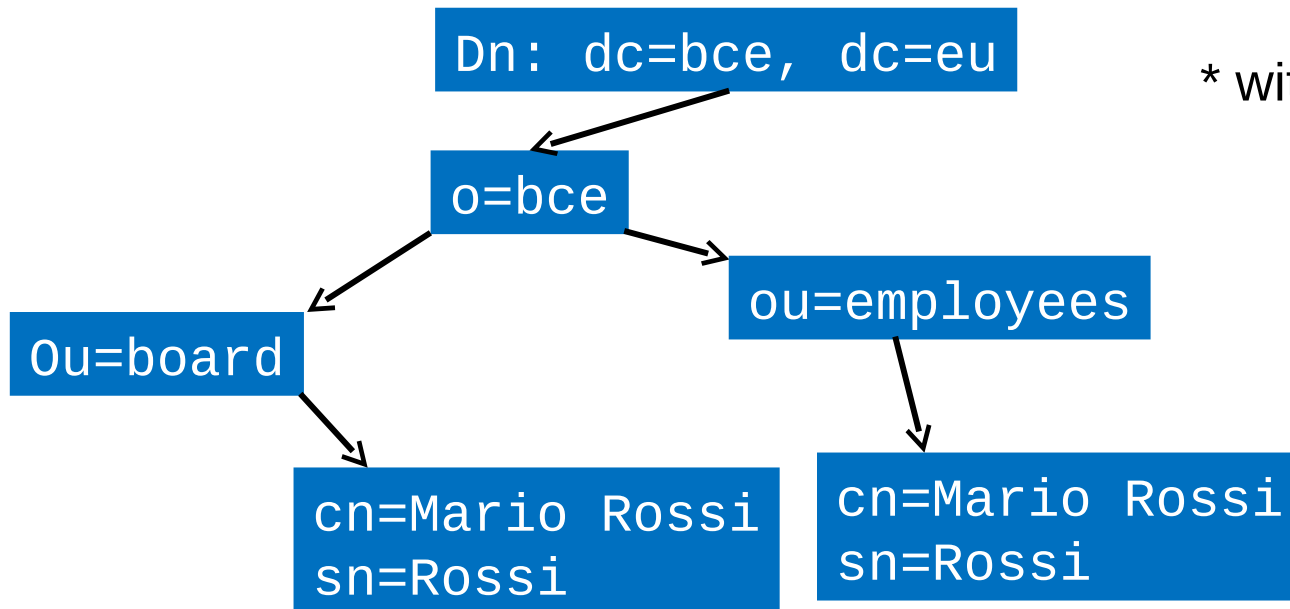 Dn: dc=bce, dc=eu
*
o=bce
ou=employees
Ou=board
cn=Mario Rossi
sn=Rossi
cn=Mario Rossi
sn=Rossi